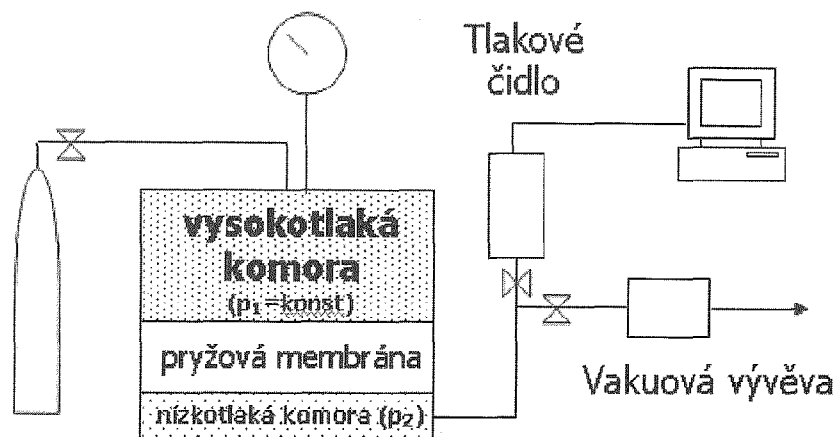 Tlakové
čidlo
vysokotlaká
komora
(p₁=konst)
pryžová membrána
nízkotlaká komora (p₂)
Vakuová vývěva